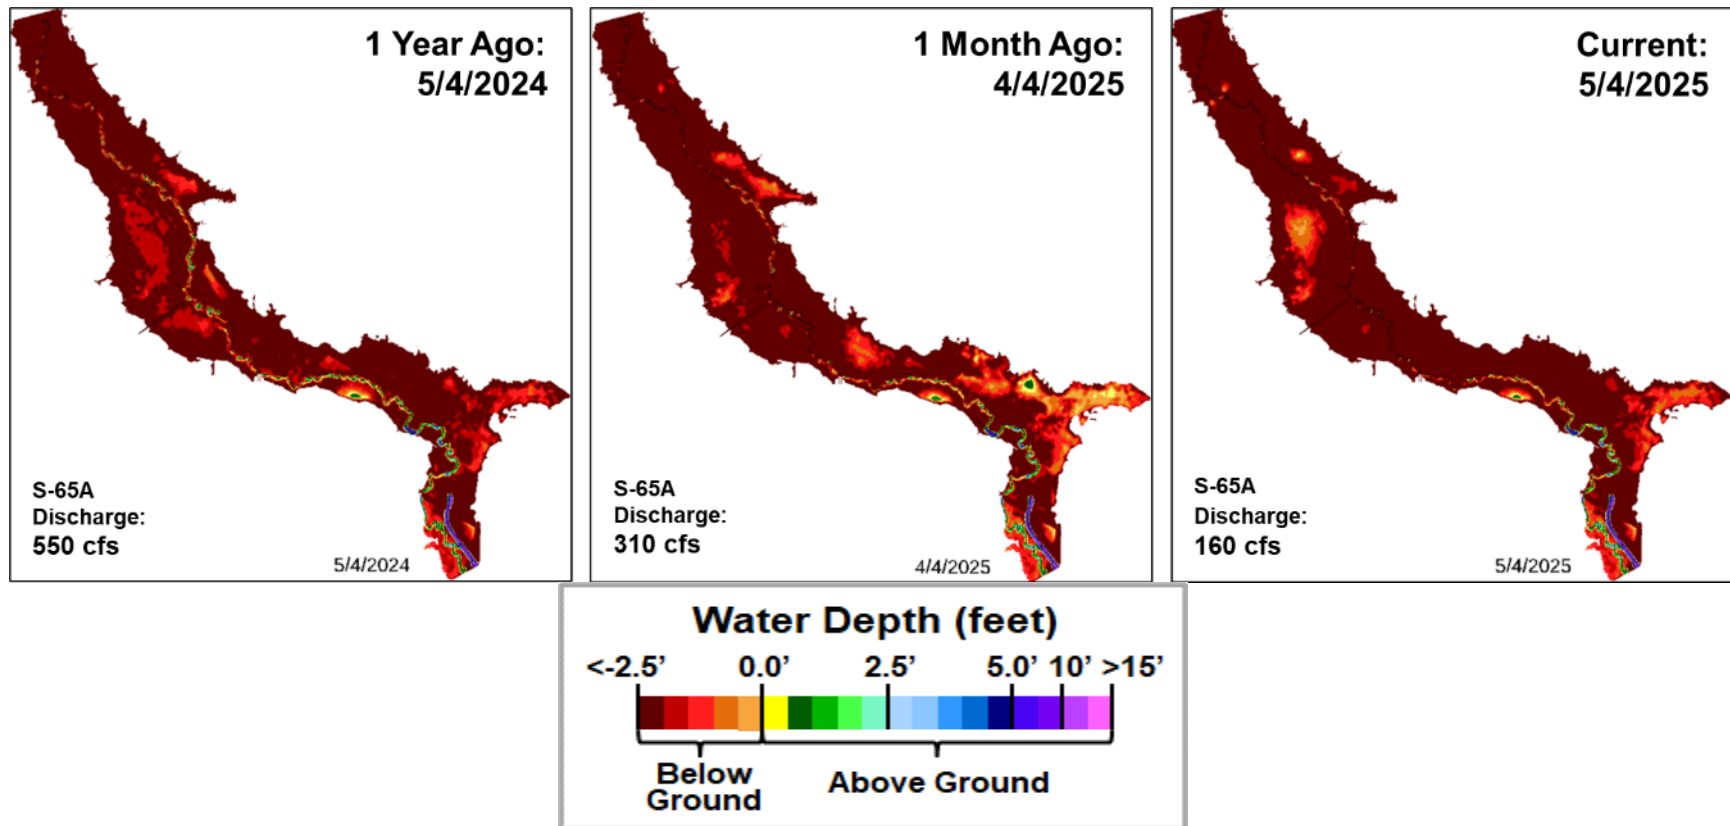 1 Year Ago:
5/4/2024
S-65A
Discharge:
550 cfs
5/4/2024
1 Month Ago:
4/4/2025
S-65A
Discharge:
310 cfs
4/4/2025
Current:
5/4/2025
S-65A
Discharge:
160 cfs
5/4/2025
Water Depth (feet)
<-2.5’ 0.0’ 2.5’ 5.0’ 10’ >15’
Below
Ground
Above Ground